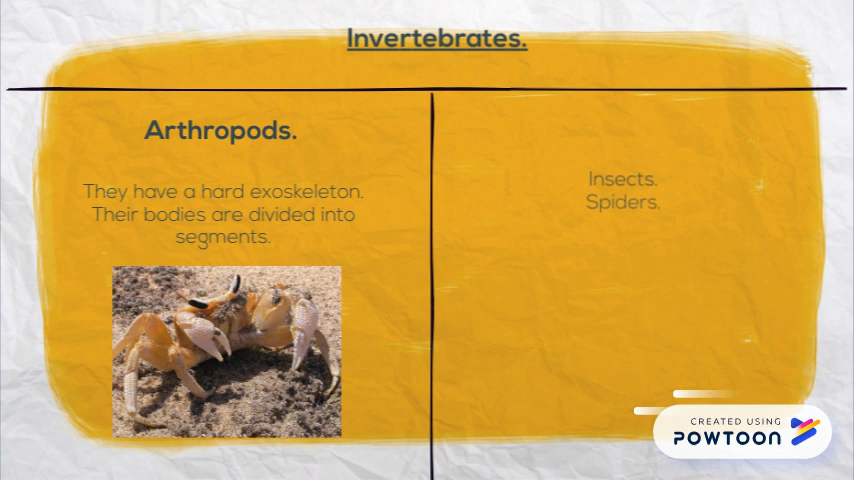 Invertebrates.
Arthropods.
They have a hard exoskeleton.
Their bodies are divided into
segments.
Insects.
Spiders.
CREATED USING
POWTOON